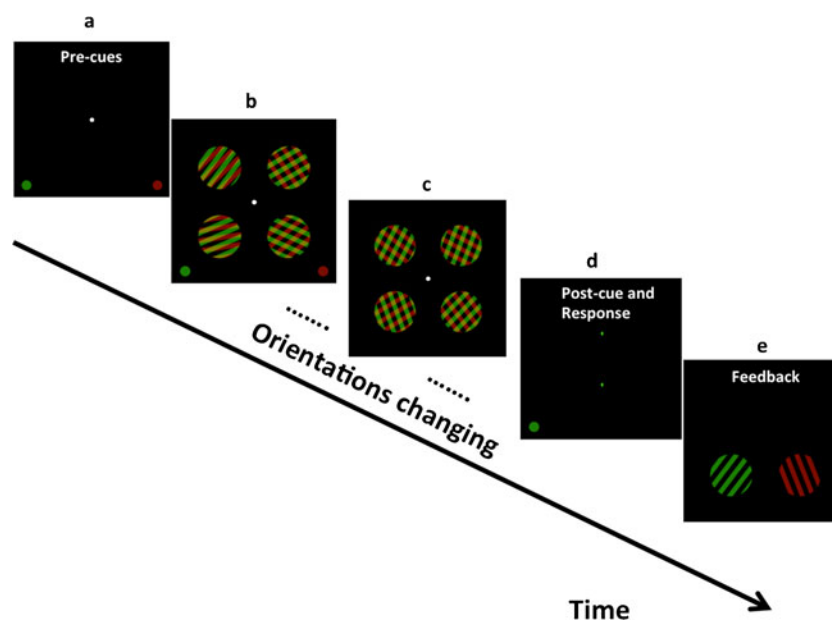 a
Pre-cues
b
c
d
Post-cue and
Response
e
Feedback
.......
Orientations changing
.......
Time